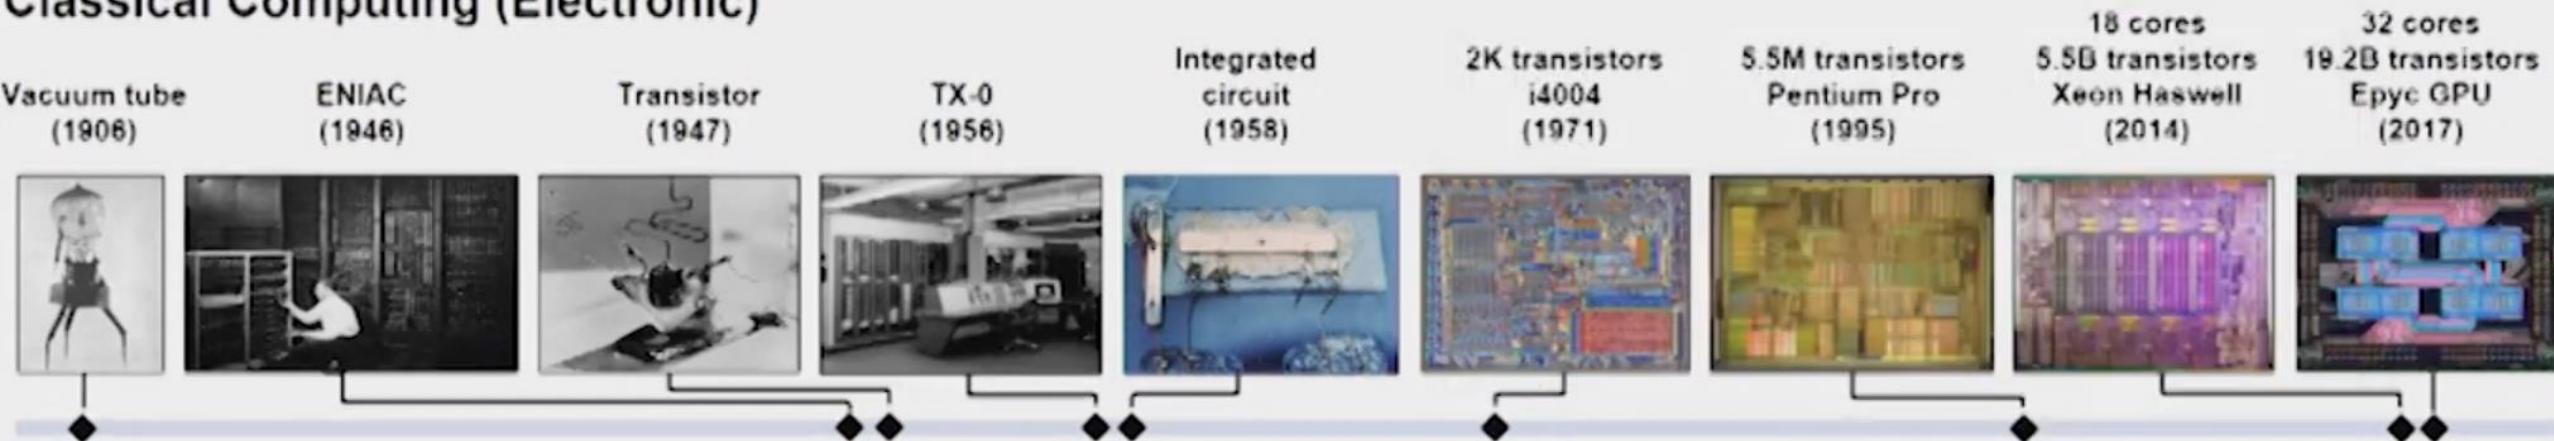 Classical Computing (Electronic)
Vacuum tube
(1906)
ENIAC
(1946)
Transistor
(1947)
TX-0
(1956)
Integrated
circuit
(1958)
2K transistors
i4004
(1971)
5.5M transistors
Pentium Pro
(1995)
18 cores
5.5B transistors
Xeon Haswell
(2014)
32 cores
19.2B transistors
Epyc GPU
(2017)